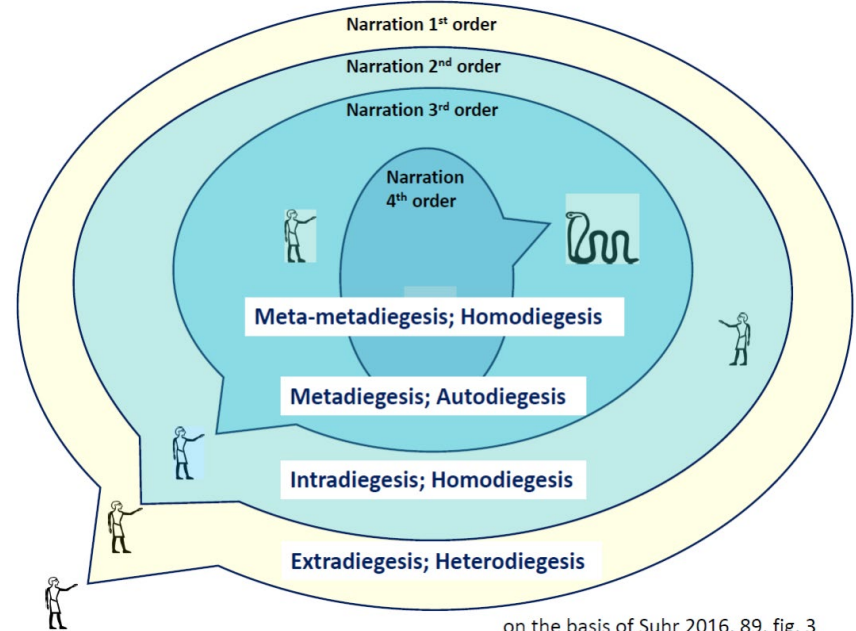 Narration 1st order
Narration 2nd order
Narration 3rd order
Narration
4th order
Meta-metadiegesis; Homodiegesis
Metadiegesis; Autodiegesis
Intradiegesis; Homodiegesis
Extradiegesis; Heterodiegesis
on the basis of Suhr 2016, 89, fig. 3